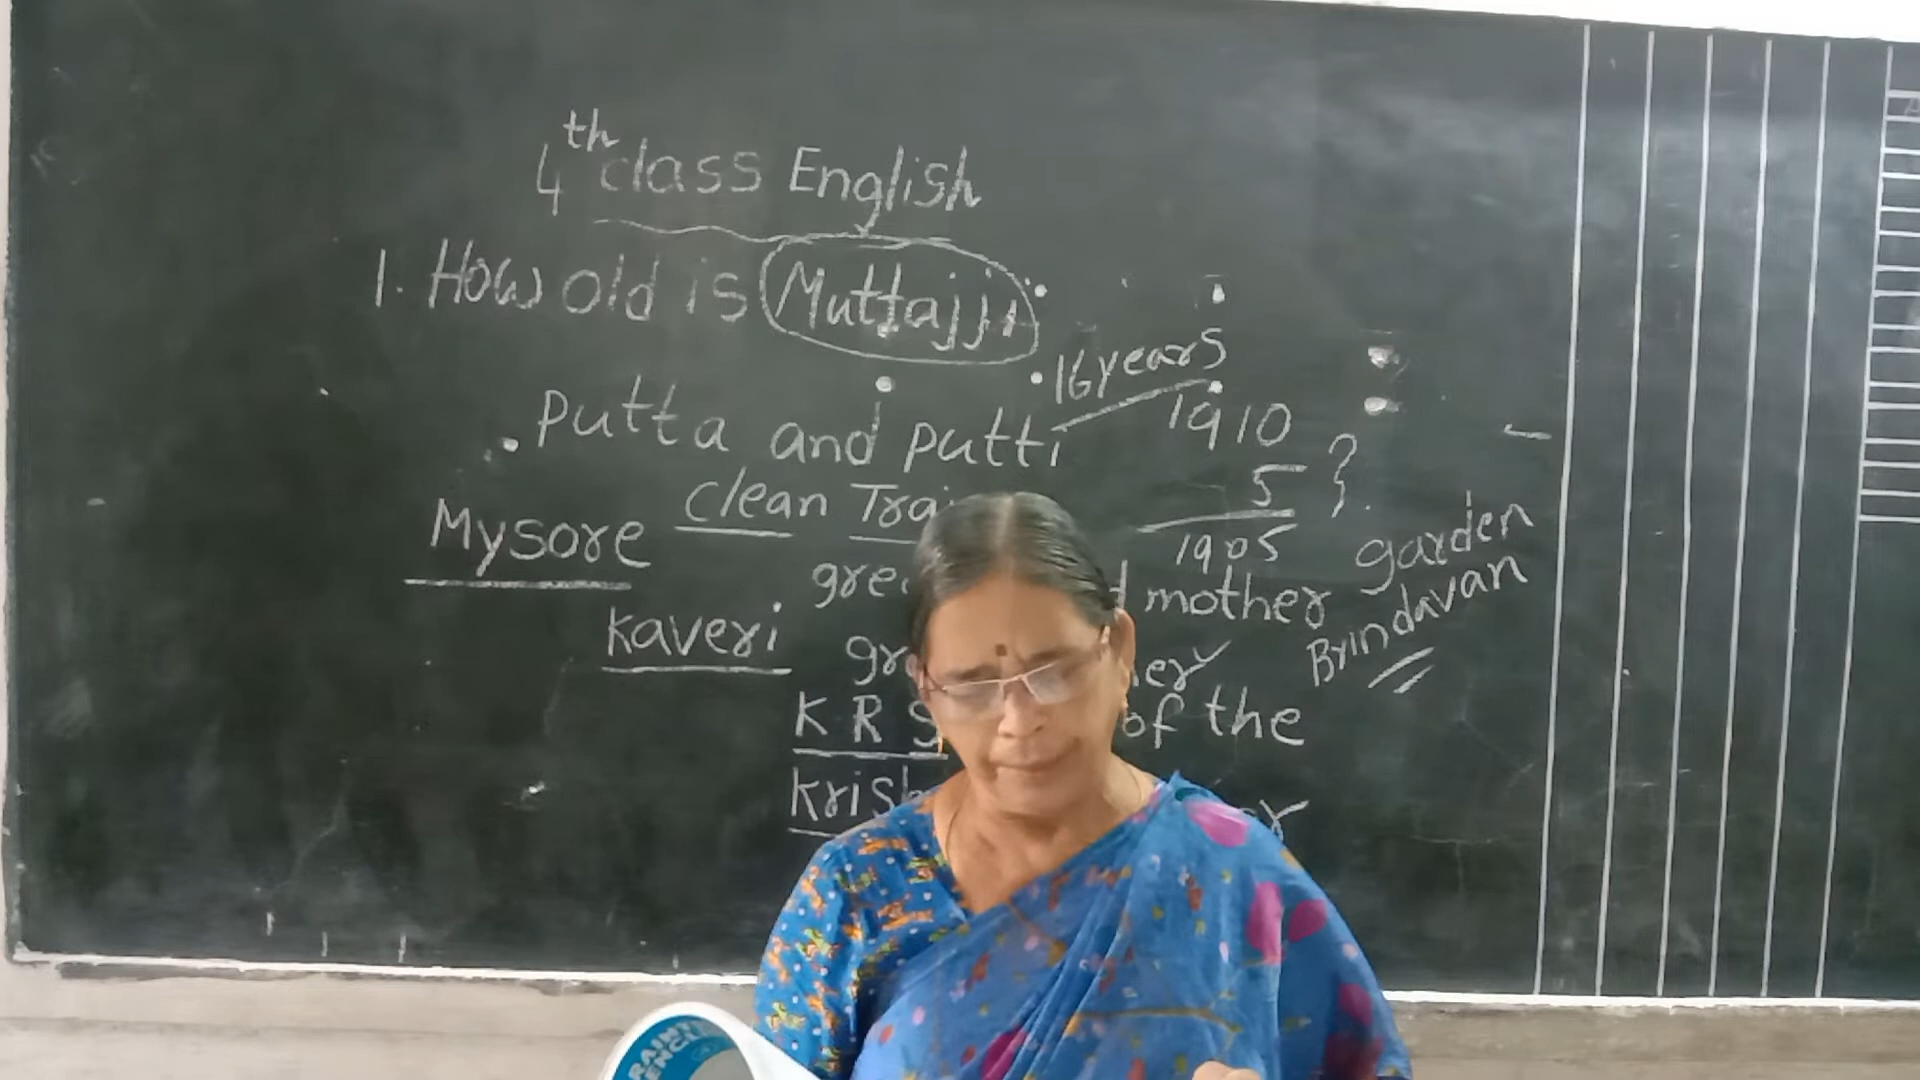 4th class English
1. How old is Muttajji
16 years
Putta and Putti
1910
5
1905
clean
Mysore
mother
garden
Brindavan
Kaveri
K R S of the